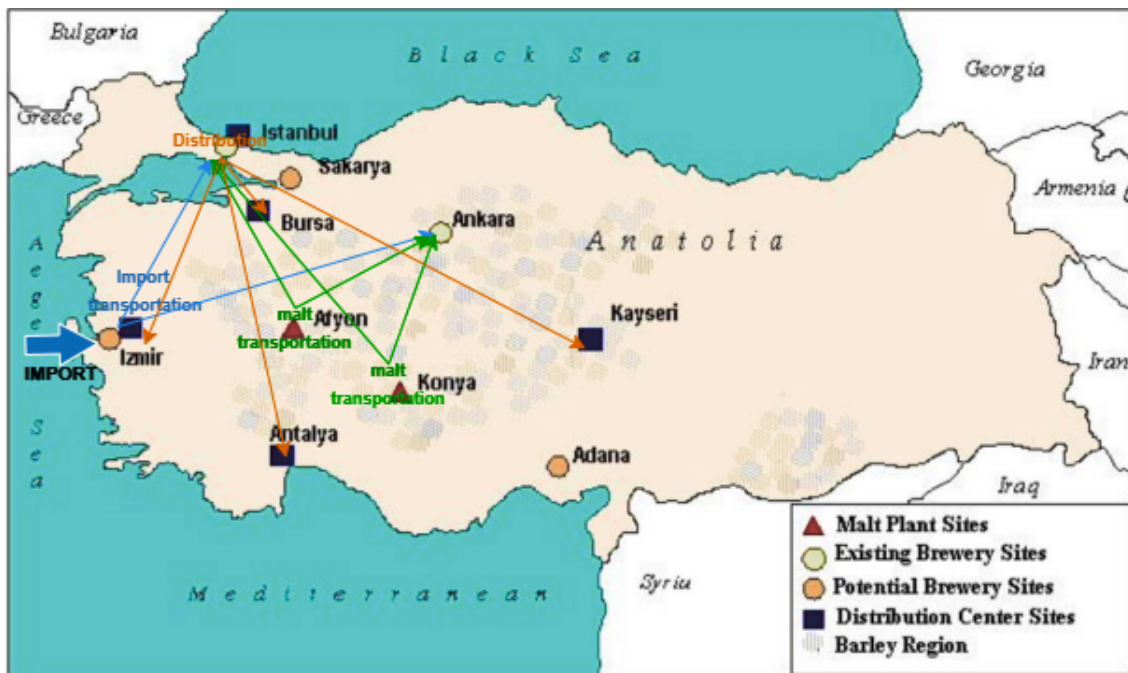 Bulgaria
Black Sea
Georgia
Greece
Distribution
Istanbul
Sakarya
Armenia
Bursa
Ankara
Anatolia
Aegean Sea
Import
transportation
Afyon
malt
transportation
Kayseri
Izmir
IMPORT
malt
transportation
Konya
Iran
Antalya
Adana
Iraq
Syria
Mediterranean
Malt Plant Sites
Existing Brewery Sites
Potential Brewery Sites
Distribution Center Sites
Barley Region